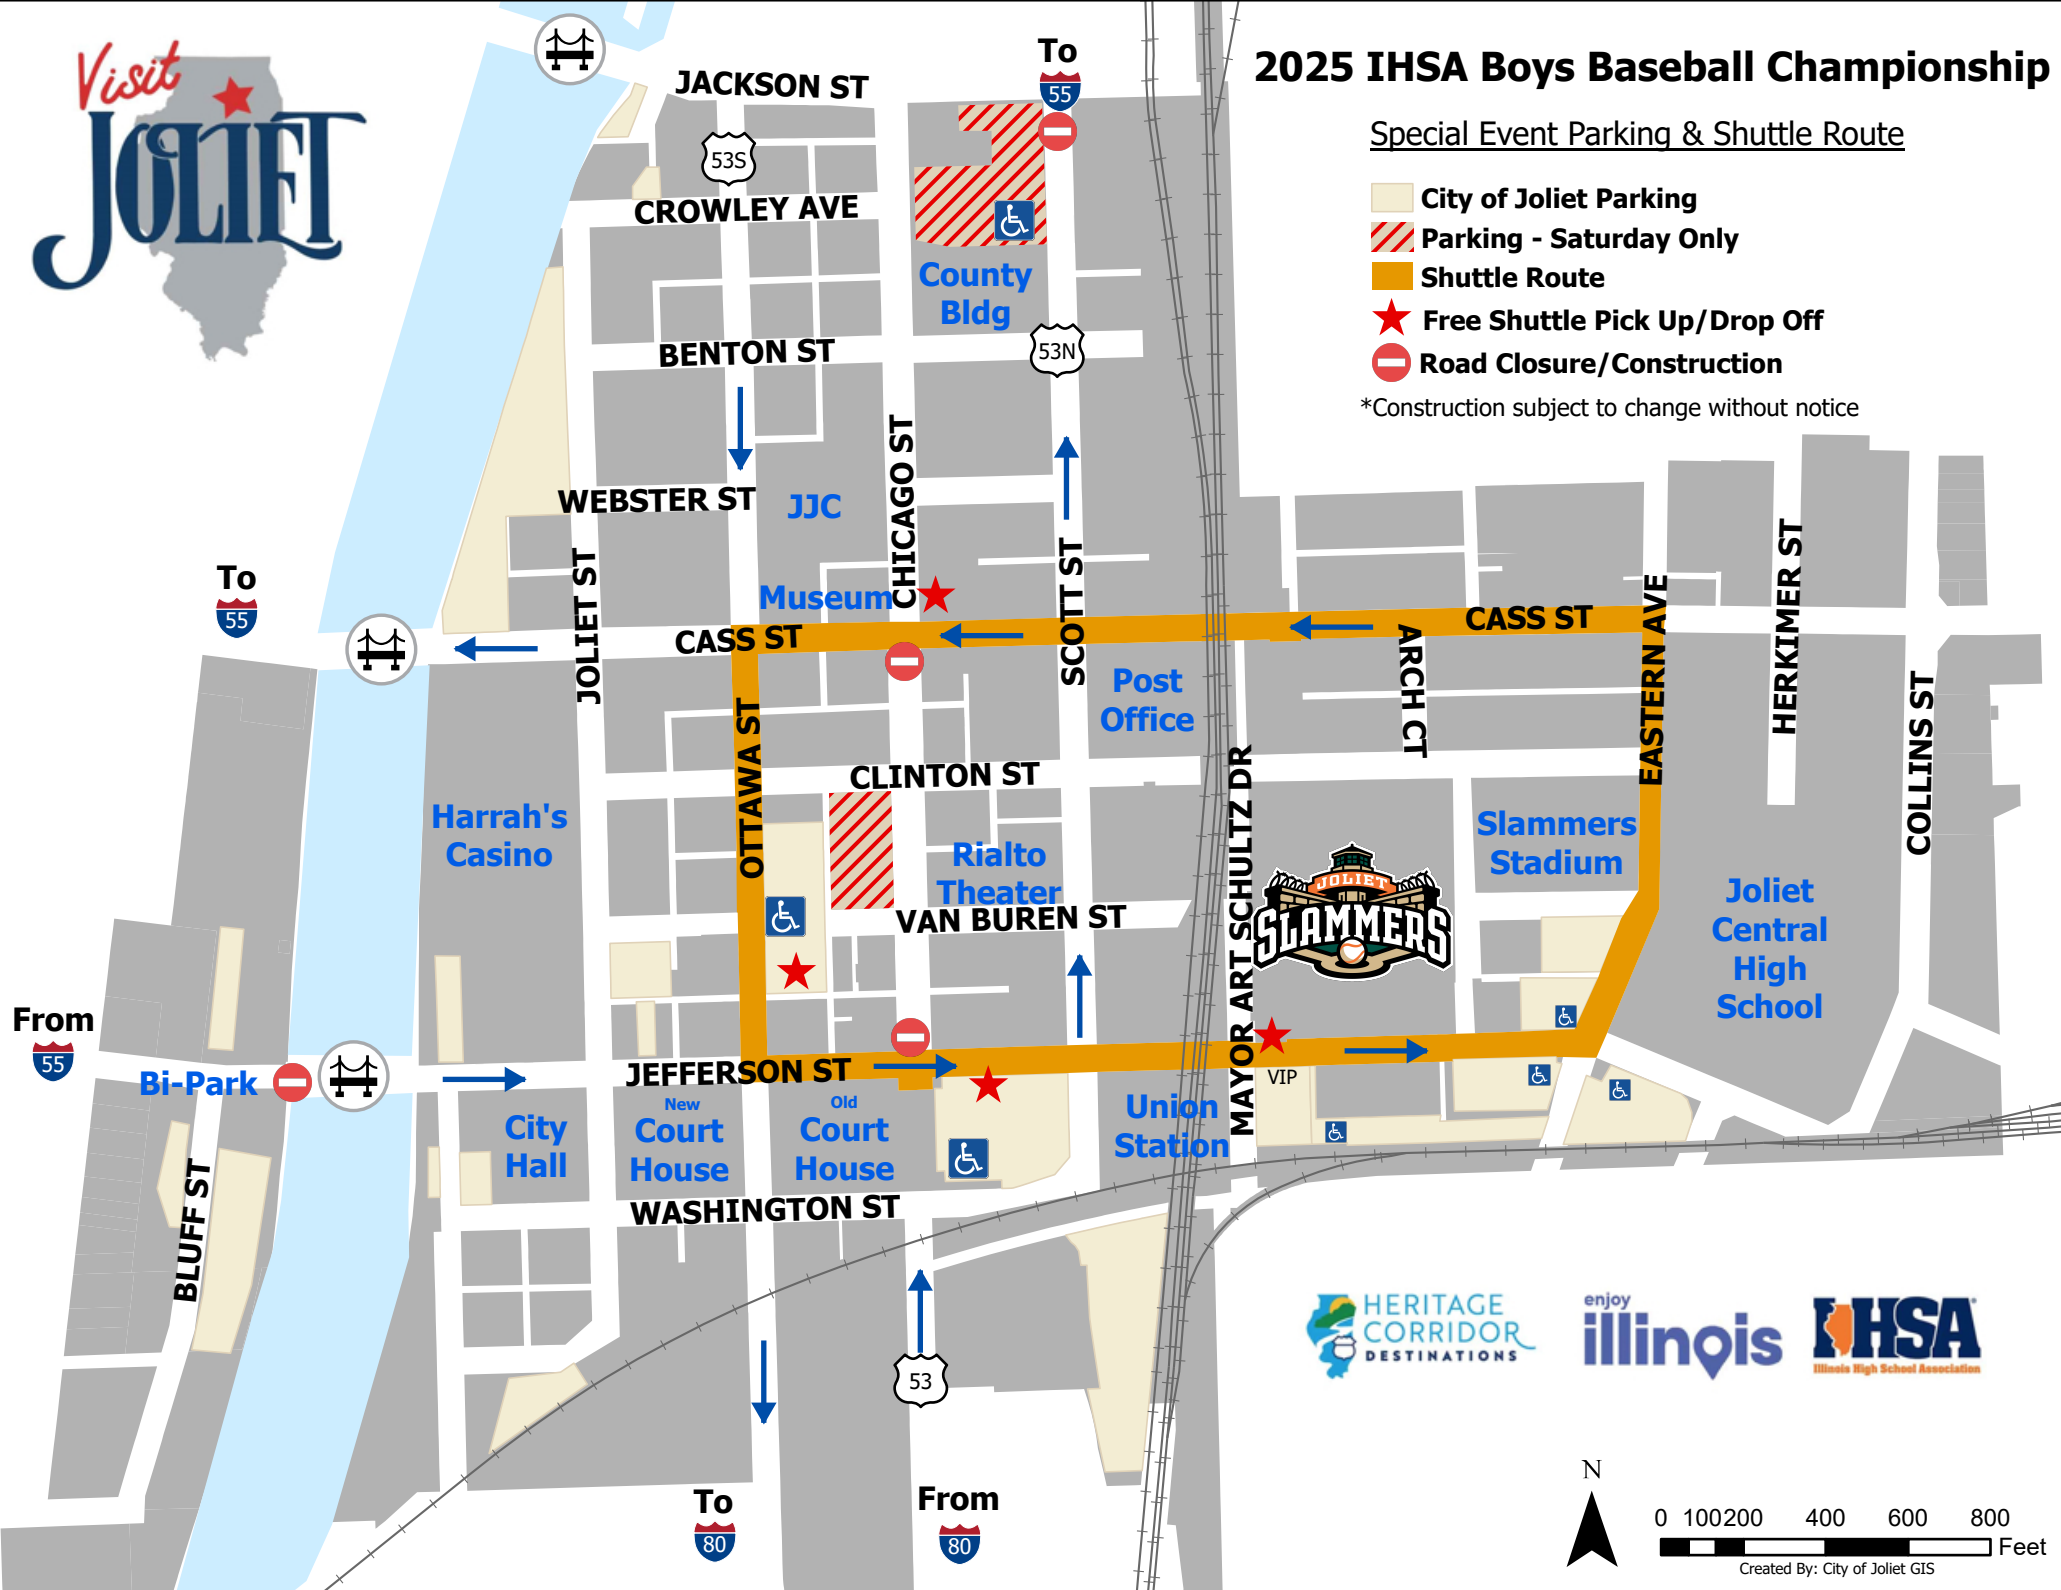 Visit
JOLIET
2025 IHSA Boys Baseball Championship
Special Event Parking & Shuttle Route
City of Joliet Parking
Parking - Saturday Only
Shuttle Route
Free Shuttle Pick Up/Drop Off
Road Closure/Construction
*Construction subject to change without notice
To
55
JACKSON ST
53S
CROWLEY AVE
County
Bldg
BENTON ST
53N
CHICAGO ST
WEBSTER ST
JJC
JOLIET ST
SCOTT ST
To
55
Museum
CASS ST
CASS ST
ARCH CT
EASTERN AVE
HERKIMER ST
COLLINS ST
Post
Office
OTTAWA ST
CLINTON ST
MAYOR ART SCHULTZ DR
Harrah's
Casino
Rialto
Theater
Slammers
Stadium
JOLIET
SLAMMERS
VAN BUREN ST
Joliet
Central
High
School
From
55
Bi-Park
JEFFERSON ST
VIP
City
Hall
New
Court
House
Old
Court
House
Union
Station
BLUFF ST
WASHINGTON ST
53
To
80
From
80
HERITAGE
CORRIDOR
DESTINATIONS
enjoy
illinois
IHSA
Illinois High School Association
N
0 100 200 400 600 800
Feet
Created By: City of Joliet GIS